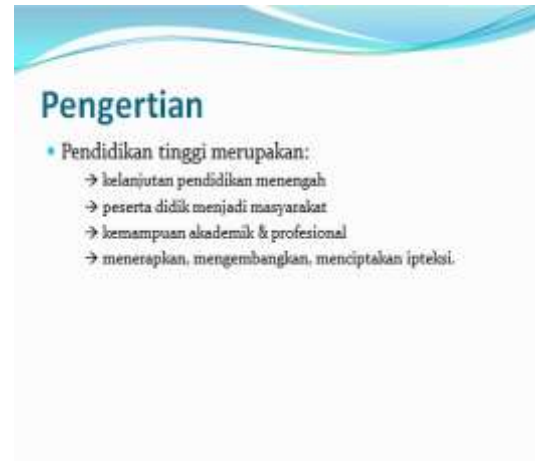 Pengertian
• Pendidikan tinggi merupakan:
→ kelanjutan pendidikan menengah
→ peserta didik menjadi masyarakat
→ kemampuan akademik & profesional
→ menerapkan, mengembangkan, menciptakan ipteksi.